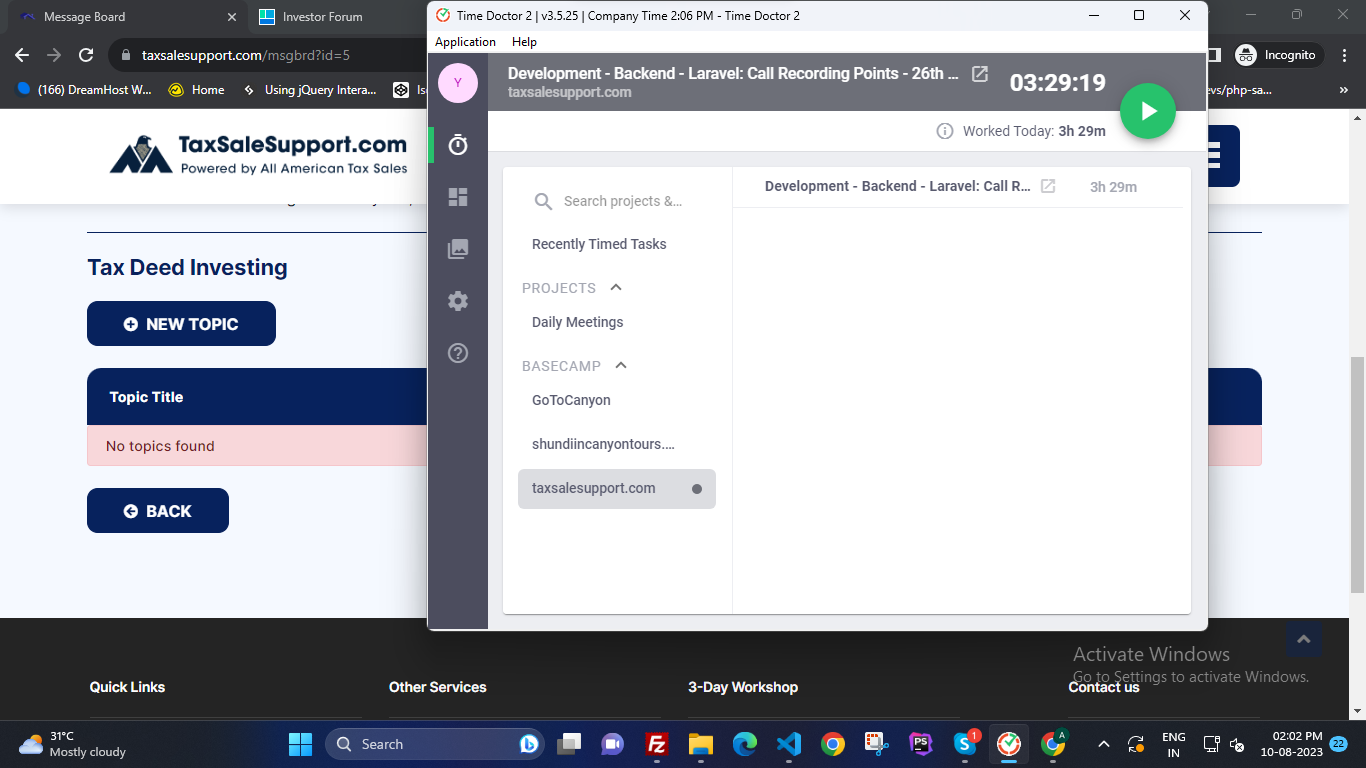 Message Board
Investor Forum
Time Doctor 2 | v3.5.25 | Company Time 2:06 PM - Time Doctor 2
Application Help
taxsalesupport.com/msgbrd?id=5
Incognito
(166) DreamHost W...
Home
Using jQuery Intera...
evs/php-sa...
»
Y
Development - Backend - Laravel: Call Recording Points - 26th ...
taxsalesupport.com
03:29:19
Worked Today: 3h 29m
TaxSaleSupport.com
Powered by All American Tax Sales
Search projects &...
Recently Timed Tasks
PROJECTS
Daily Meetings
BASECAMP
GoToCanyon
shundiincanyontours....
taxsalesupport.com
Development - Backend - Laravel: Call R...
3h 29m
Tax Deed Investing
NEW TOPIC
Topic Title
No topics found
BACK
Activate Windows
Go to Settings to activate Windows.
Quick Links
Other Services
3-Day Workshop
Contact us
31°C
Mostly cloudy
Search
PS
S
1
A
ENG
IN
02:02 PM
10-08-2023
22